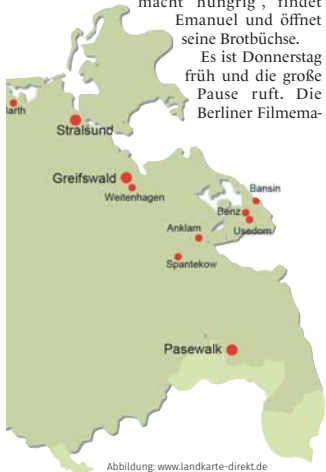 macht hungrig“, findet
Emanuel und öffnet
seine Brotbüchse.
Es ist Donnerstag
früh und die große
Pause ruft. Die
Berliner Filmema-
Barth
Stralsund
Greifswald
Weitenhagen
Bansin
Benz
Usedom
Anklam
Spantekow
Pasewalk
Abbildung: www.landkarte-direkt.de